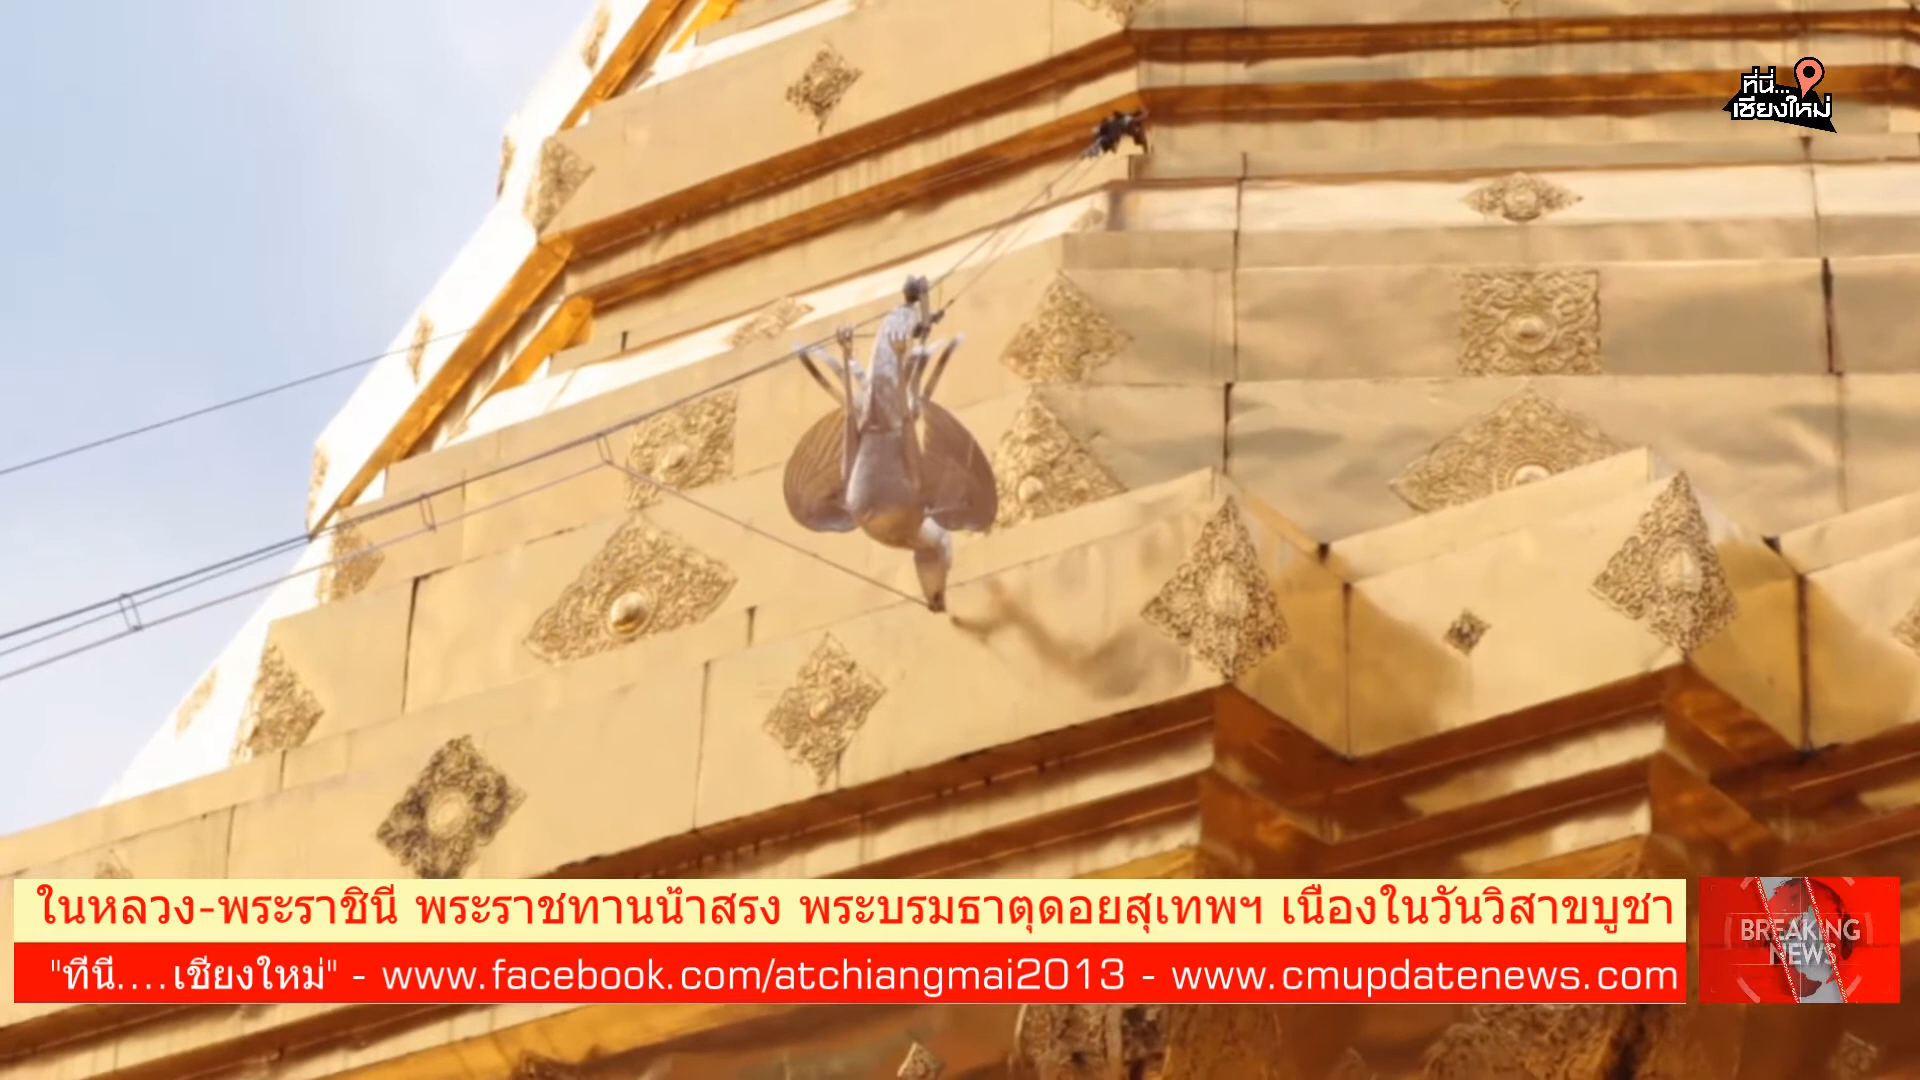 ที่นี่...
เชียงใหม่
ในหลวง-พระราชินี พระราชทานน้ำสรง พระบรมธาตุดอยสุเทพฯ เนื่องในวันวิสาขบูชา
"ที่นี่....เชียงใหม่" - www.facebook.com/atchiangmai2013 - www.cmupdatenews.com
BREAKING
NEWS